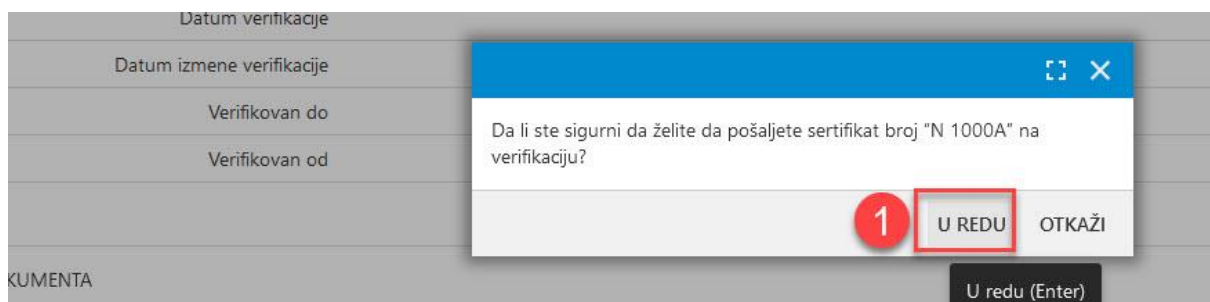 Datum verifikacije
Datum izmene verifikacije
Verifikovan do
Verifikovan od
Da li ste sigurni da želite da pošaljete sertifikat broj "N 1000A" na
verifikaciju?
1
U REDU
OTKAŽI
KUMENTA
U redu (Enter)